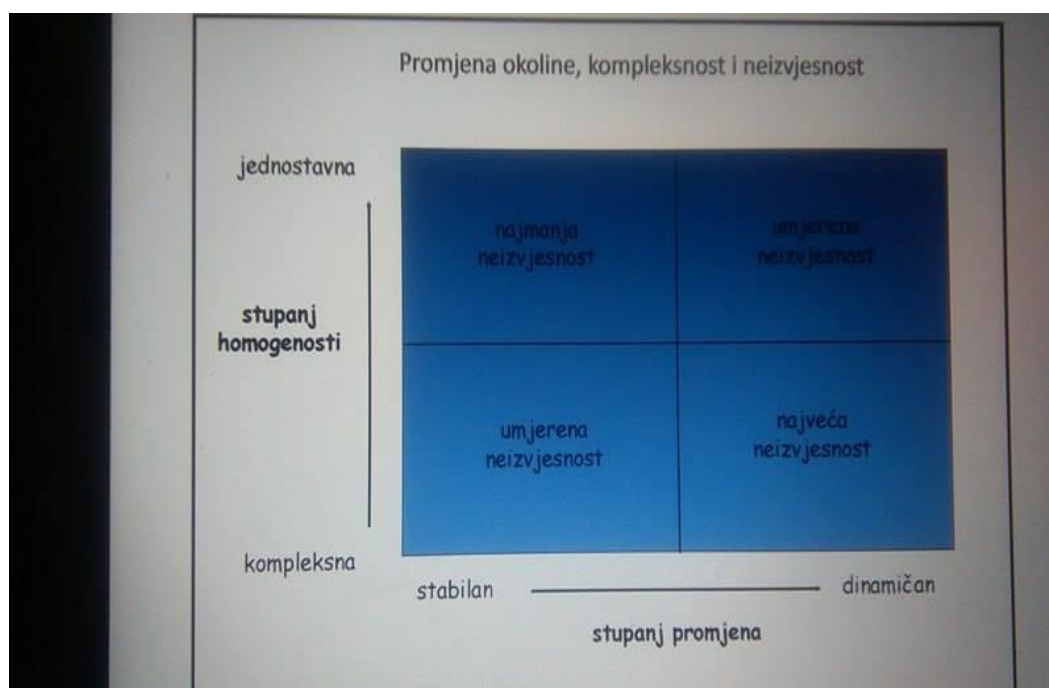 Promjena okoline, kompleksnost i neizvjesnost
jednostavna
najmanja
neizvjesnost
umjerena
neizvjesnost
stupanj
homogenosti
umjerena
neizvjesnost
najveća
neizvjesnost
kompleksna
stabilan
dinamičan
stupanj promjena